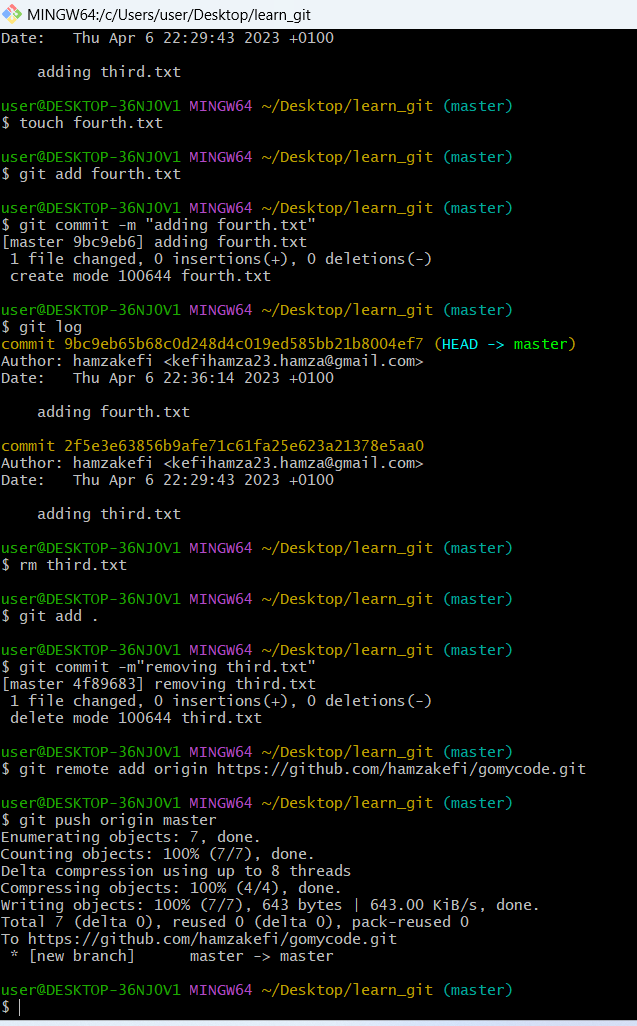 MINGW64:/c/Users/user/Desktop/learn_git
Date:   Thu Apr 6 22:29:43 2023 +0100
    adding third.txt
user@DESKTOP-36NJ0V1 MINGW64 ~/Desktop/learn_git (master)
$ touch fourth.txt
user@DESKTOP-36NJ0V1 MINGW64 ~/Desktop/learn_git (master)
$ git add fourth.txt
user@DESKTOP-36NJ0V1 MINGW64 ~/Desktop/learn_git (master)
$ git commit -m "adding fourth.txt"
[master 9bc9eb6] adding fourth.txt
 1 file changed, 0 insertions(+), 0 deletions(-)
 create mode 100644 fourth.txt
user@DESKTOP-36NJ0V1 MINGW64 ~/Desktop/learn_git (master)
$ git log
commit 9bc9eb65b68c0d248d4c019ed585bb21b8004ef7 (HEAD -> master)
Author: hamzakefi <kefihamza23.hamza@gmail.com>
Date:   Thu Apr 6 22:36:14 2023 +0100
    adding fourth.txt
commit 2f5e3e63856b9afe71c61fa25e623a21378e5aa0
Author: hamzakefi <kefihamza23.hamza@gmail.com>
Date:   Thu Apr 6 22:29:43 2023 +0100
    adding third.txt
user@DESKTOP-36NJ0V1 MINGW64 ~/Desktop/learn_git (master)
$ rm third.txt
user@DESKTOP-36NJ0V1 MINGW64 ~/Desktop/learn_git (master)
$ git add .
user@DESKTOP-36NJ0V1 MINGW64 ~/Desktop/learn_git (master)
$ git commit -m"removing third.txt"
[master 4f89683] removing third.txt
 1 file changed, 0 insertions(+), 0 deletions(-)
 delete mode 100644 third.txt
user@DESKTOP-36NJ0V1 MINGW64 ~/Desktop/learn_git (master)
$ git remote add origin https://github.com/hamzakefi/gomycode.git
user@DESKTOP-36NJ0V1 MINGW64 ~/Desktop/learn_git (master)
$ git push origin master
Enumerating objects: 7, done.
Counting objects: 100% (7/7), done.
Delta compression using up to 8 threads
Compressing objects: 100% (4/4), done.
Writing objects: 100% (7/7), 643 bytes | 643.00 KiB/s, done.
Total 7 (delta 0), reused 0 (delta 0), pack-reused 0
To https://github.com/hamzakefi/gomycode.git
 * [new branch]      master -> master
user@DESKTOP-36NJ0V1 MINGW64 ~/Desktop/learn_git (master)
$